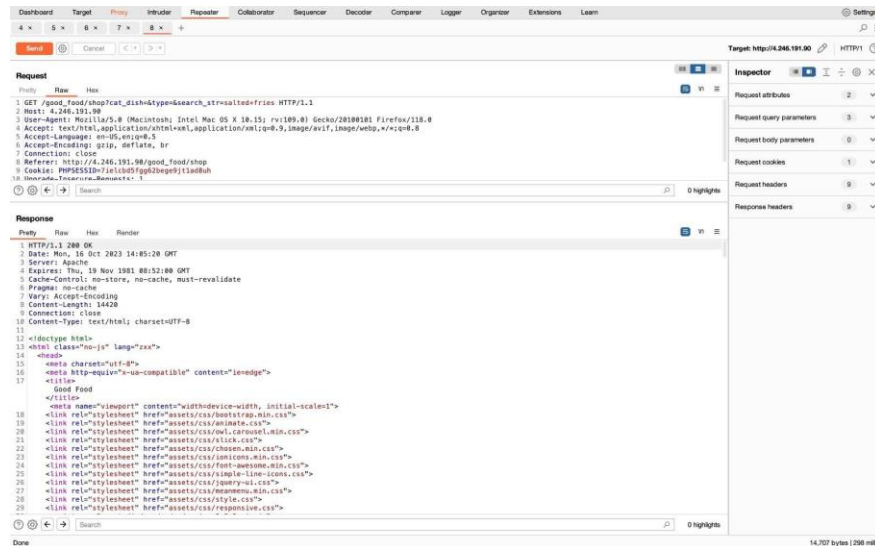 Dashboard Target Proxy Intruder Repeater Collaborator Sequencer Decoder Comparer Logger Organizer Extensions Learn Settings
4 × 5 × 6 × 7 × 8 × +
Send Cancel < >
Target: http://4.246.191.90 HTTP/1
Request
Pretty Raw Hex
1 GET /good_food/shop?cat_dish=&type=&search_str=salted+fries HTTP/1.1
2 Host: 4.246.191.90
3 User-Agent: Mozilla/5.0 (Macintosh; Intel Mac OS X 10.15; rv:109.0) Gecko/20100101 Firefox/118.0
4 Accept: text/html,application/xhtml+xml,application/xml;q=0.9,image/avif,image/webp,*/*;q=0.8
5 Accept-Language: en-US,en;q=0.5
6 Accept-Encoding: gzip, deflate, br
7 Connection: close
8 Referer: http://4.246.191.90/good_food/shop
9 Cookie: PHPSESSID=7ielcbd5fgg62bege9jt1ad8uh
10 Upgrade-Insecure-Requests: 1
Search 0 highlights
Response
Pretty Raw Hex Render
1 HTTP/1.1 200 OK
2 Date: Mon, 16 Oct 2023 14:05:20 GMT
3 Server: Apache
4 Expires: Thu, 19 Nov 1981 08:52:00 GMT
5 Cache-Control: no-store, no-cache, must-revalidate
6 Pragma: no-cache
7 Vary: Accept-Encoding
8 Content-Length: 14420
9 Connection: close
10 Content-Type: text/html; charset=UTF-8
11
12 <!doctype html>
13 <html class="no-js" lang="zxx">
14 <head>
15 <meta charset="utf-8">
16 <meta http-equiv="x-ua-compatible" content="ie=edge">
17 <title>
Good Food
</title>
<meta name="viewport" content="width=device-width, initial-scale=1">
18 <link rel="stylesheet" href="assets/css/bootstrap.min.css">
19 <link rel="stylesheet" href="assets/css/animate.css">
20 <link rel="stylesheet" href="assets/css/owl.carousel.min.css">
21 <link rel="stylesheet" href="assets/css/slick.css">
22 <link rel="stylesheet" href="assets/css/chosen.min.css">
23 <link rel="stylesheet" href="assets/css/ionicons.min.css">
24 <link rel="stylesheet" href="assets/css/font-awesome.min.css">
25 <link rel="stylesheet" href="assets/css/simple-line-icons.css">
26 <link rel="stylesheet" href="assets/css/jquery-ui.css">
27 <link rel="stylesheet" href="assets/css/meanmenu.min.css">
28 <link rel="stylesheet" href="assets/css/style.css">
29 <link rel="stylesheet" href="assets/css/responsive.css">
Search 0 highlights
Done
14,707 bytes | 298 mill
Inspector
Request attributes 2
Request query parameters 3
Request body parameters 0
Request cookies 1
Request headers 9
Response headers 9